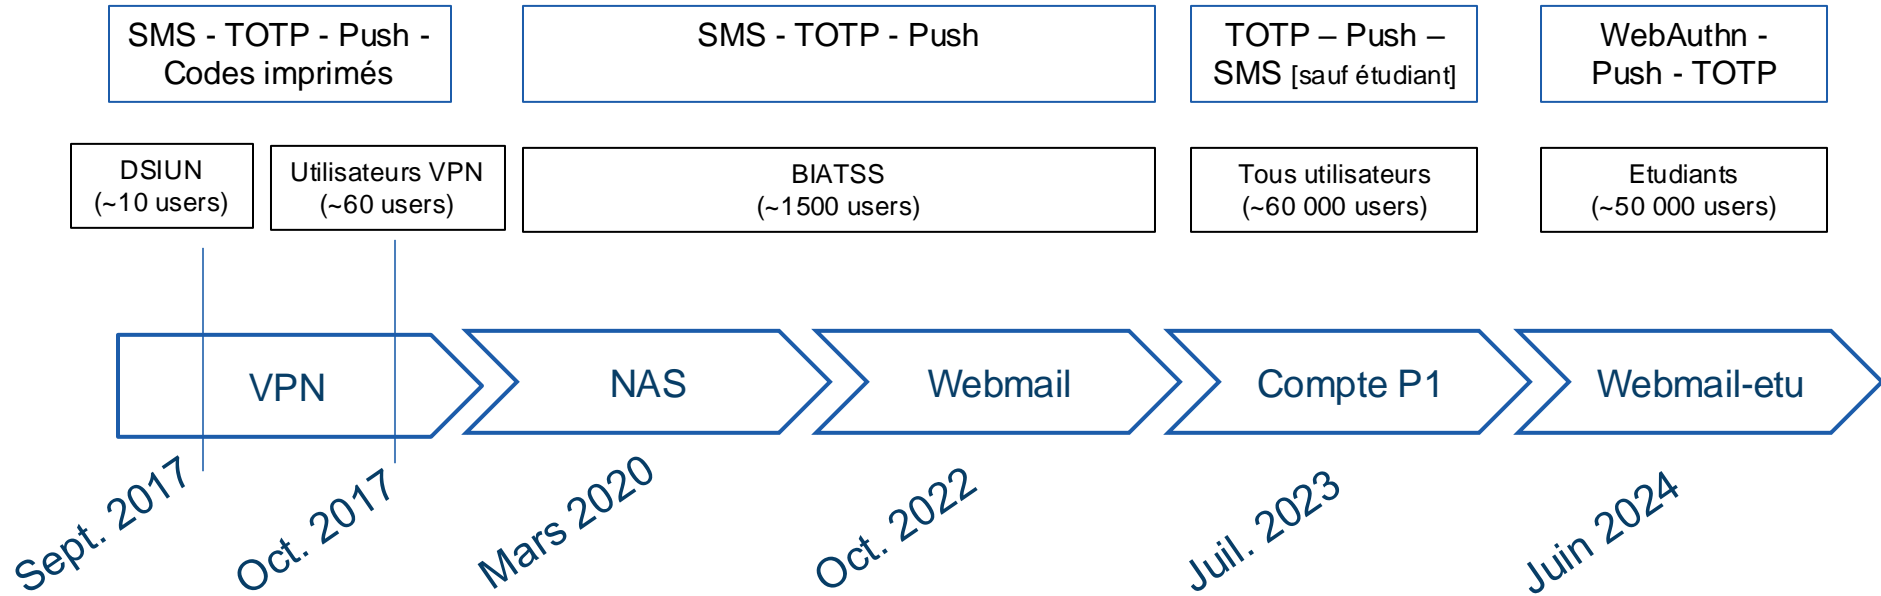 SMS - TOTP - Push -
Codes imprimés
SMS - TOTP - Push
TOTP – Push –
SMS [sauf étudiant]
WebAuthn -
Push - TOTP
DSIUN
(~10 users)
Utilisateurs VPN
(~60 users)
BIATSS
(~1500 users)
Tous utilisateurs
(~60 000 users)
Etudiants
(~50 000 users)
VPN
NAS
Webmail
Compte P1
Webmail-etu
Sept. 2017
Oct. 2017
Mars 2020
Oct. 2022
Juil. 2023
Juin 2024